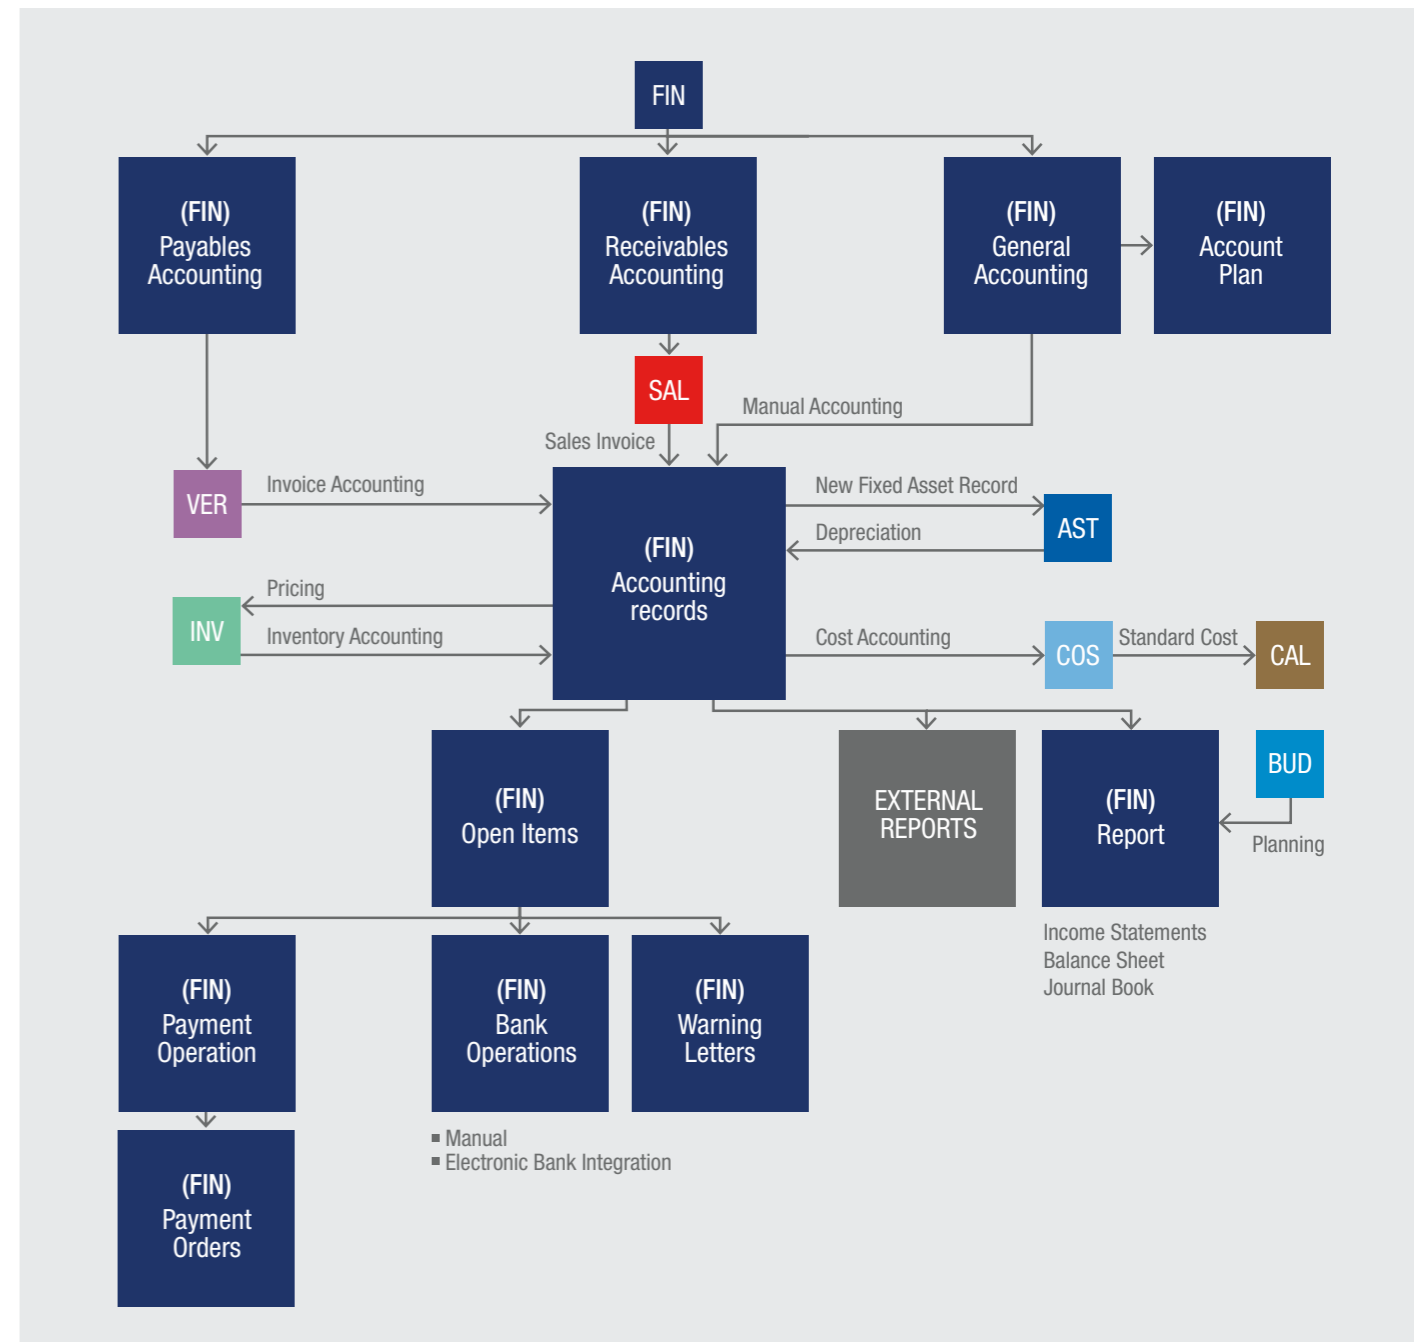 FIN
(FIN)
Payables
Accounting
(FIN)
Receivables
Accounting
(FIN)
General
Accounting
(FIN)
Account
Plan
SAL
Manual Accounting
Sales Invoice
VER
Invoice Accounting
(FIN)
Accounting
records
New Fixed Asset Record
AST
Depreciation
Pricing
INV
Inventory Accounting
Cost Accounting
COS
Standard Cost
CAL
(FIN)
Open Items
EXTERNAL
REPORTS
(FIN)
Report
BUD
Planning
Income Statements
Balance Sheet
Journal Book
(FIN)
Payment
Operation
(FIN)
Bank
Operations
(FIN)
Warning
Letters
▪ Manual
▪ Electronic Bank Integration
(FIN)
Payment
Orders